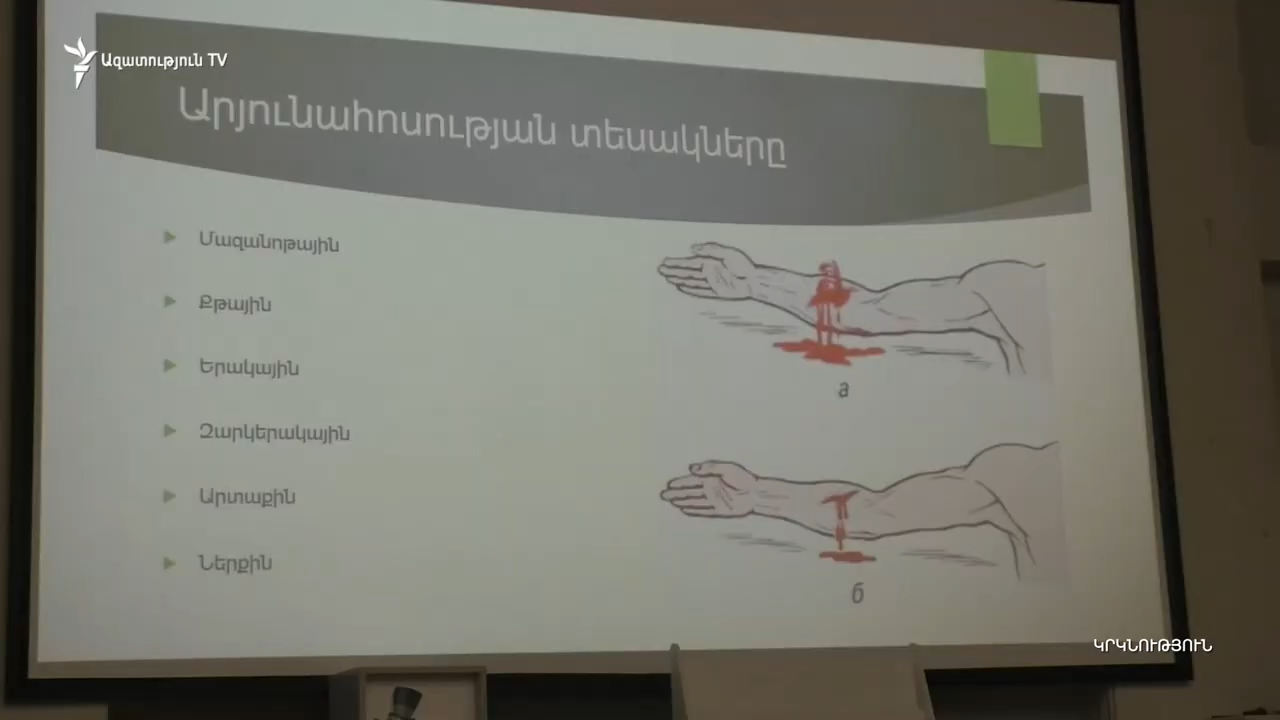 Ազատություն TV
Արյունահոսության տեսակները
Մազանոթային
Քթային
Երակային
Զարկերակային
Արտաքին
Ներքին
а
б
ԿՐԿՆՈՒԹՅՈՒՆ